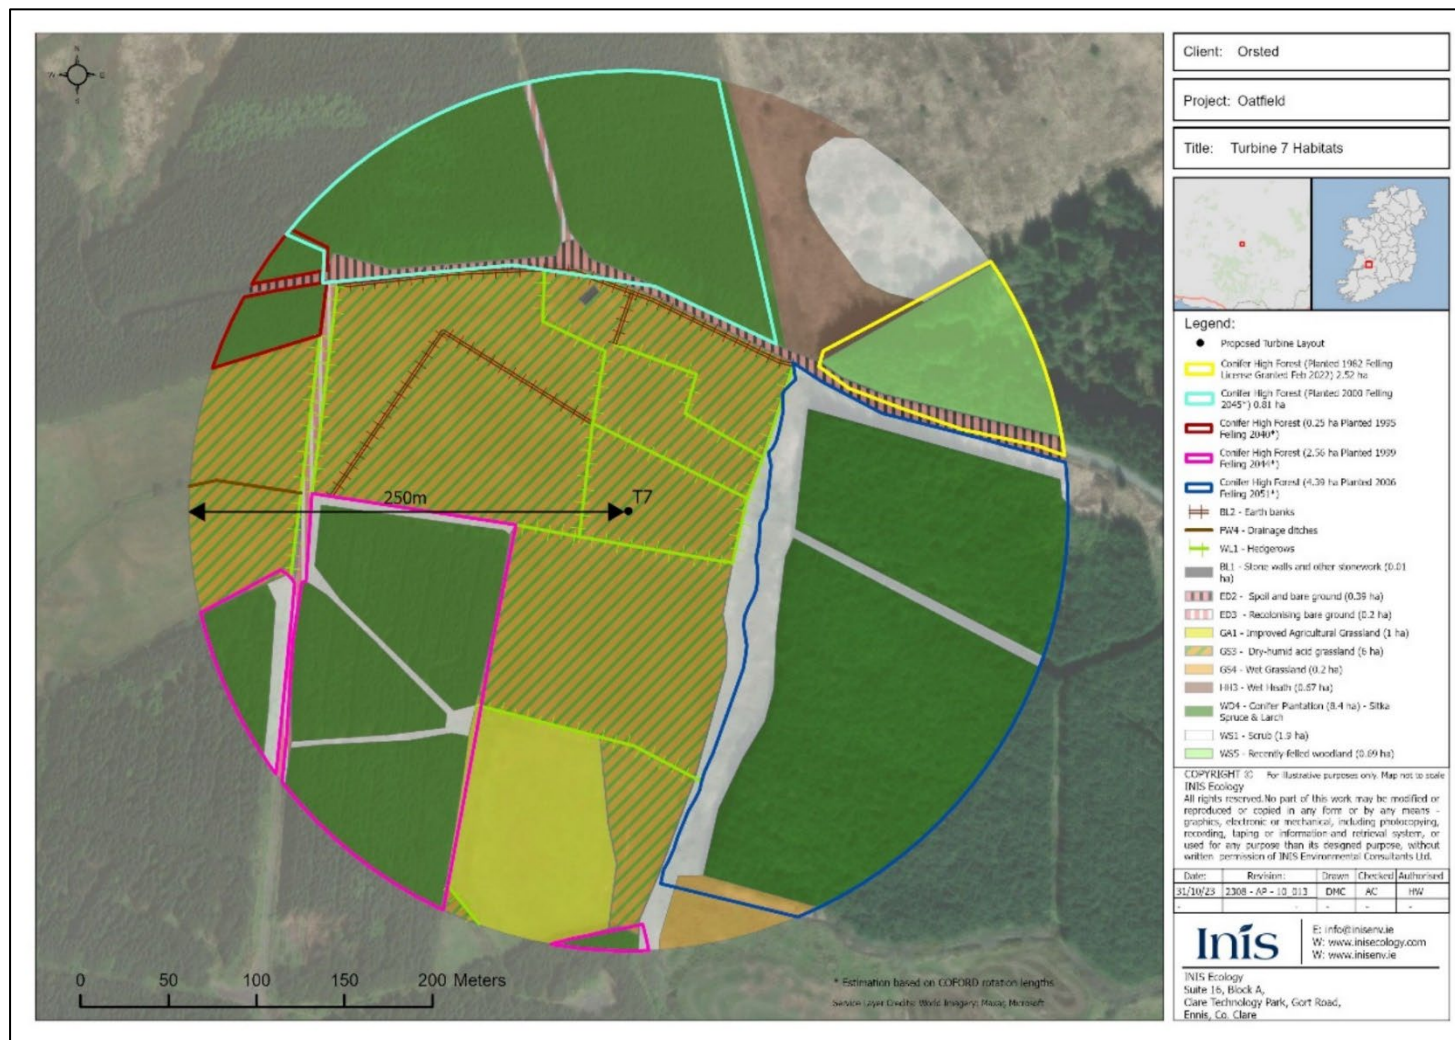 N
W
E
S
250m
T7
0 50 100 150 200 Meters
* Estimation based on COFORD rotation lengths
Service Layer Credits: World Imagery: Maxar, Microsoft
Client: Orsted
Project: Oatfield
Title: Turbine 7 Habitats
Legend:
Proposed Turbine Layout
Conifer High Forest (Planted 1982 Felling
License Granted Feb 2022) 2.52 ha
Conifer High Forest (Planted 2000 Felling
2045*) 0.81 ha
Conifer High Forest (0.25 ha Planted 1995
Felling 2040*)
Conifer High Forest (2.56 ha Planted 1999
Felling 2044*)
Conifer High Forest (4.39 ha Planted 2006
Felling 2051*)
BL2 - Earth banks
FW4 - Drainage ditches
WL1 - Hedgerows
BL1 - Stone walls and other stonework (0.01
ha)
ED2 - Spoil and bare ground (0.39 ha)
ED3 - Recolonising bare ground (0.2 ha)
GA1 - Improved Agricultural Grassland (1 ha)
GS3 - Dry-humid acid grassland (6 ha)
GS4 - Wet Grassland (0.2 ha)
HH3 - Wet Heath (0.67 ha)
WD4 - Conifer Plantation (8.4 ha) - Sitka
Spruce & Larch
WS1 - Scrub (1.9 ha)
WS5 - Recently-felled woodland (0.89 ha)
COPYRIGHT © For illustrative purposes only. Map not to scale
INIS Ecology
All rights reserved.No part of this work may be modified or
reproduced or copied in any form or by any means -
graphics, electronic or mechanical, including photocopying,
recording, taping or information and retrieval system, or
used for any purpose than its designed purpose, without
written permission of INIS Environmental Consultants Ltd.
Date: Revision: Drawn Checked Authorised
31/10/23 2308 - AP - 10_013 DMC AC HW
- - - - -
Inis
E: info@inisenv.ie
W: www.inisecology.com
W: www.inisenv.ie
INIS Ecology
Suite 16, Block A,
Clare Technology Park, Gort Road,
Ennis, Co. Clare